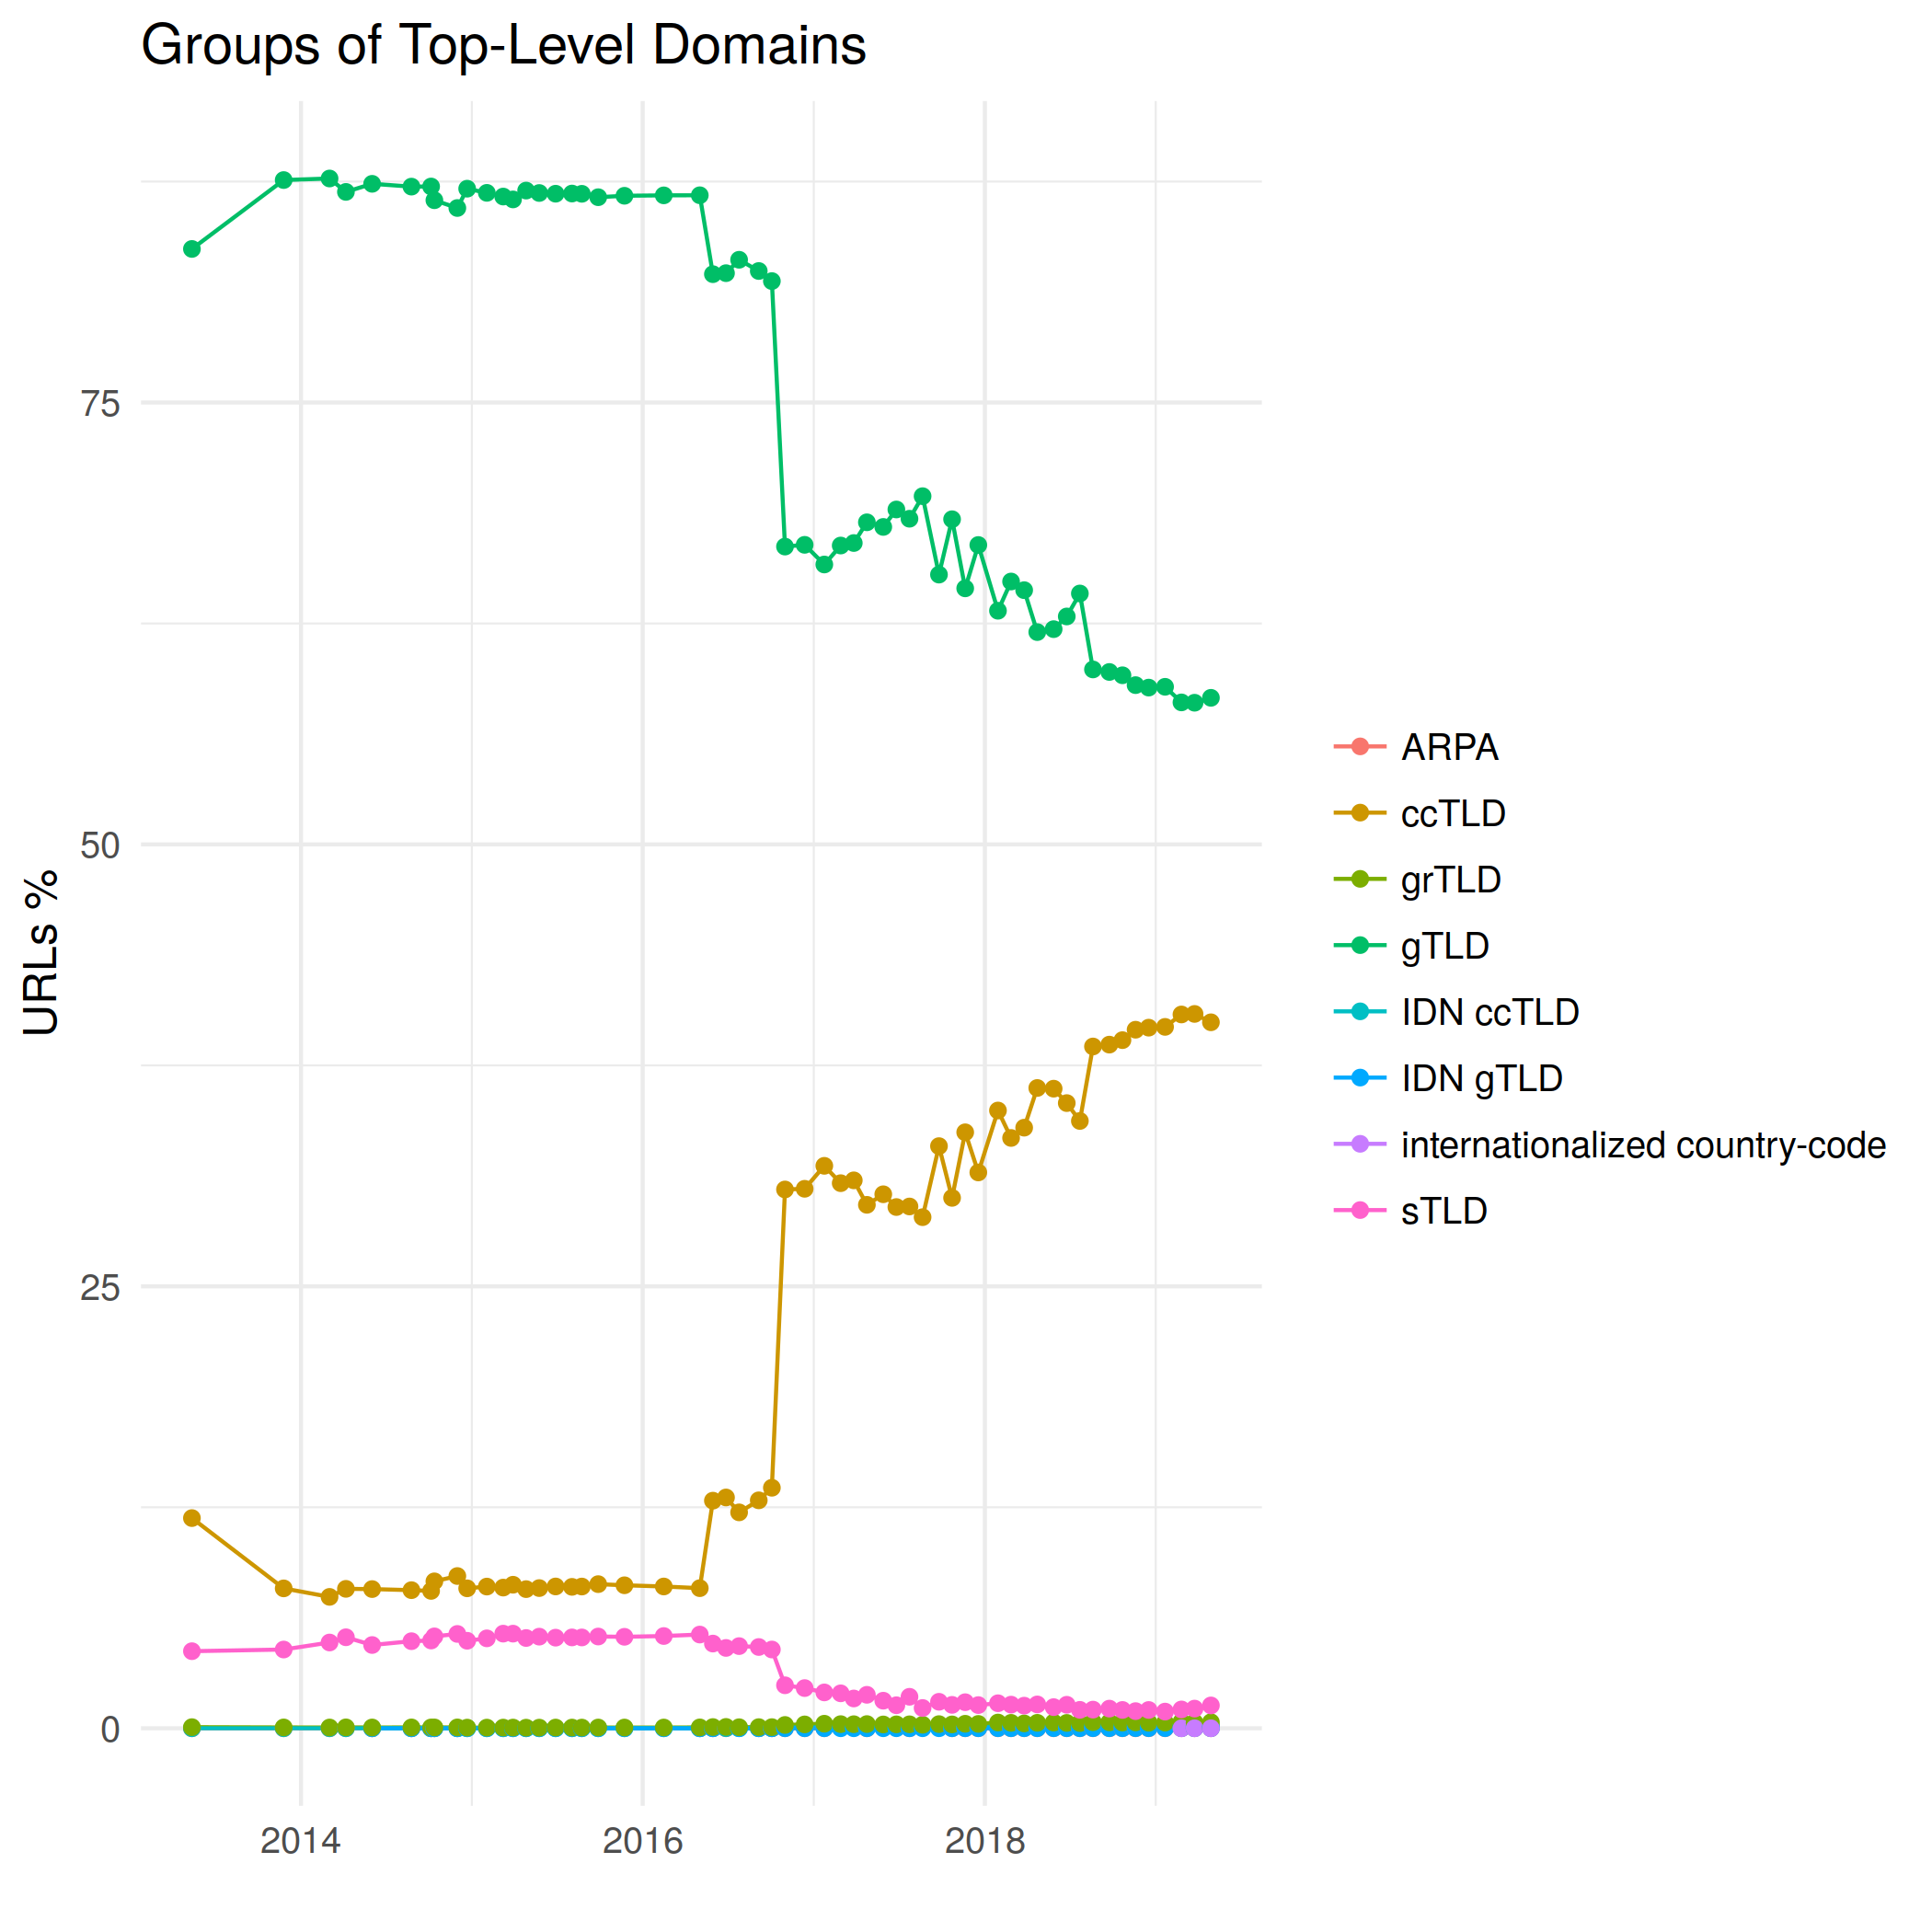 Groups of Top-Level Domains
75
50
25
0
URLs %
2014
2016
2018
ARPA
ccTLD
grTLD
gTLD
IDN ccTLD
IDN gTLD
internationalized country-code
sTLD